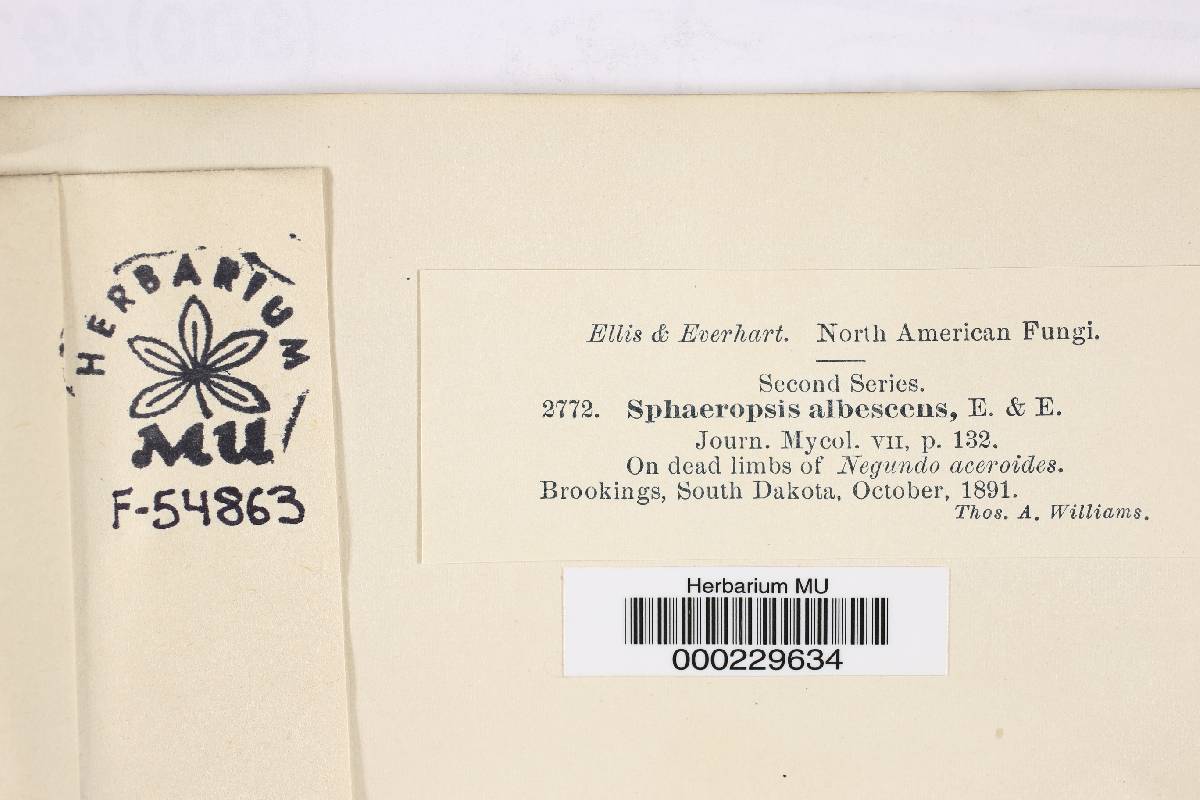 HERBARIUM
MU
F-54863
Ellis & Everhart. North American Fungi.
Second Series.
2772. Sphaeropsis albescens, E. & E.
Journ. Mycol. VII, p. 132.
On dead limbs of Negundo aceroides.
Brookings, South Dakota, October, 1891.
Thos. A. Williams.
Herbarium MU
000229634